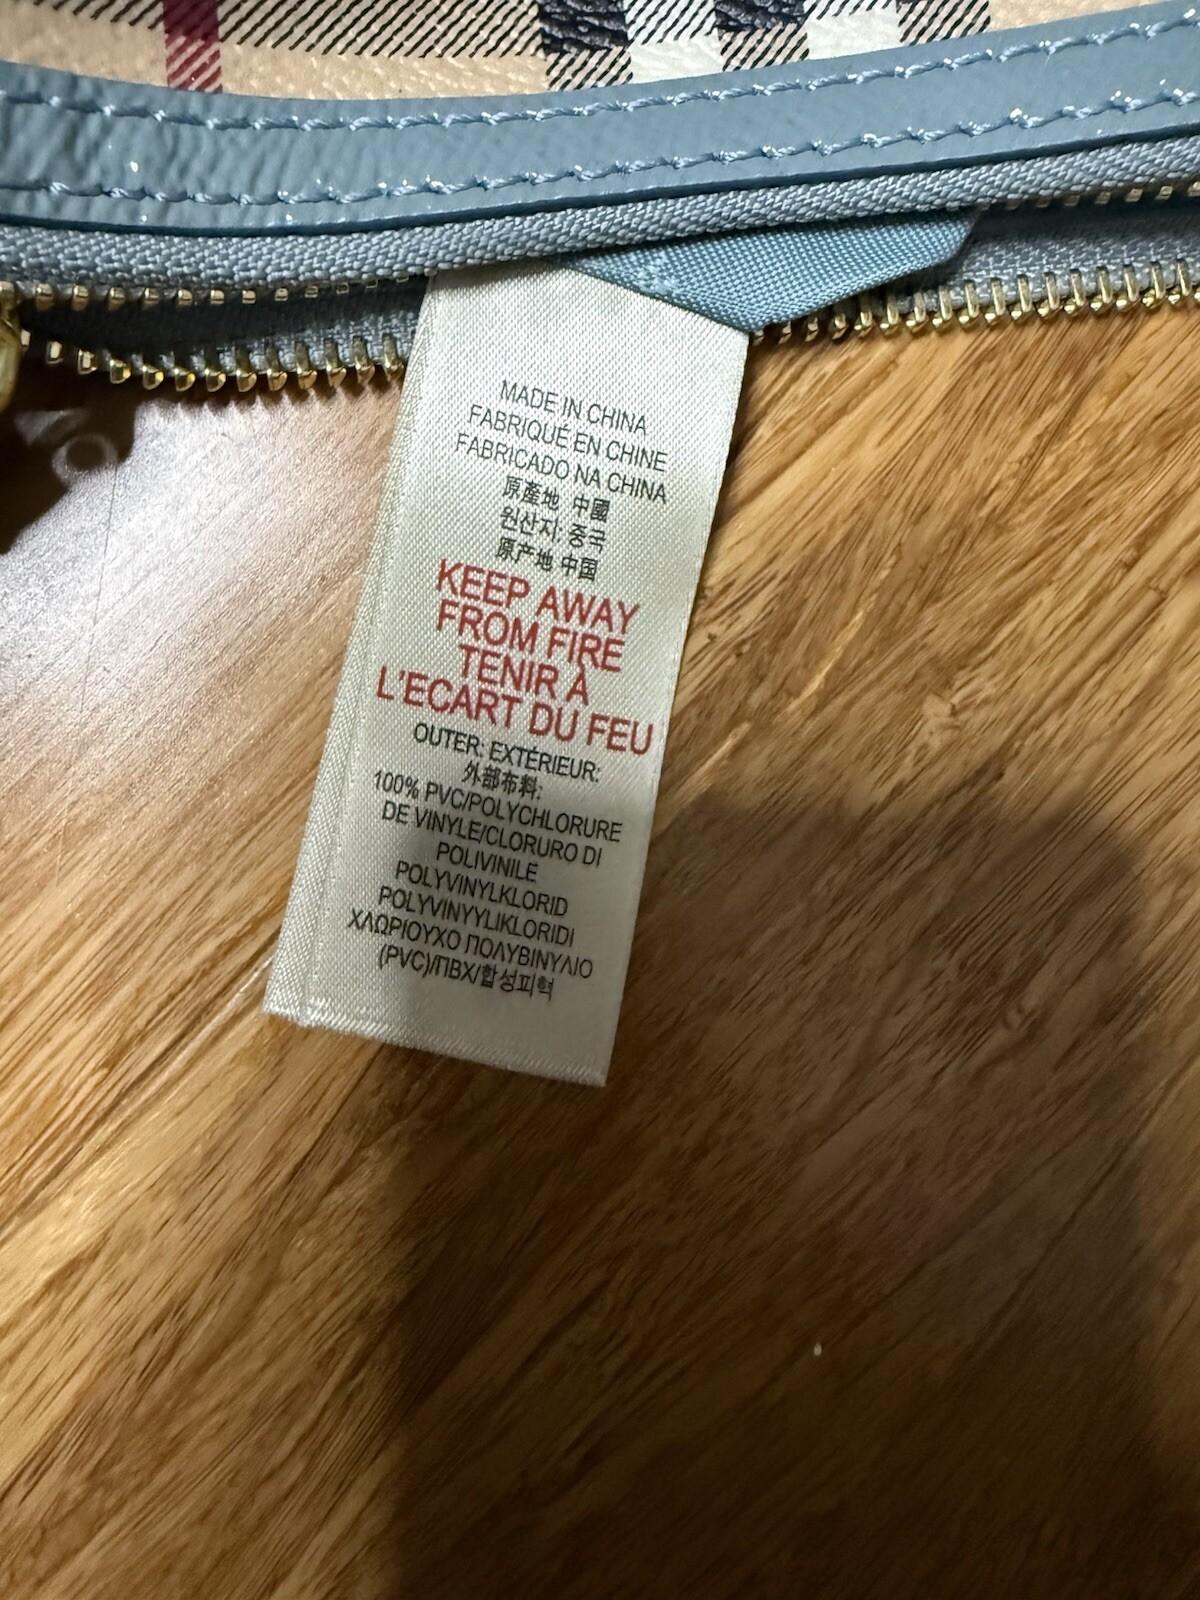 MADE IN CHINA
FABRIQUÉ EN CHINE
FABRICADO NA CHINA
原產地 中國
원산지: 중국
原产地 中国
KEEP AWAY
FROM FIRE
TENIR À
L'ECART DU FEU
OUTER: EXTÉRIEUR:
外部布料:
100% PVC/POLYCHLORURE
DE VINYLE/CLORURO DI
POLIVINILE
POLYVINYLKLORID
POLYVINYYLIKLORIDI
ΧΛΩΡΙΟΥΧΟ ΠΟΛΥΒΙΝΥΛΙΟ
(PVC)/ПВХ/합성피혁